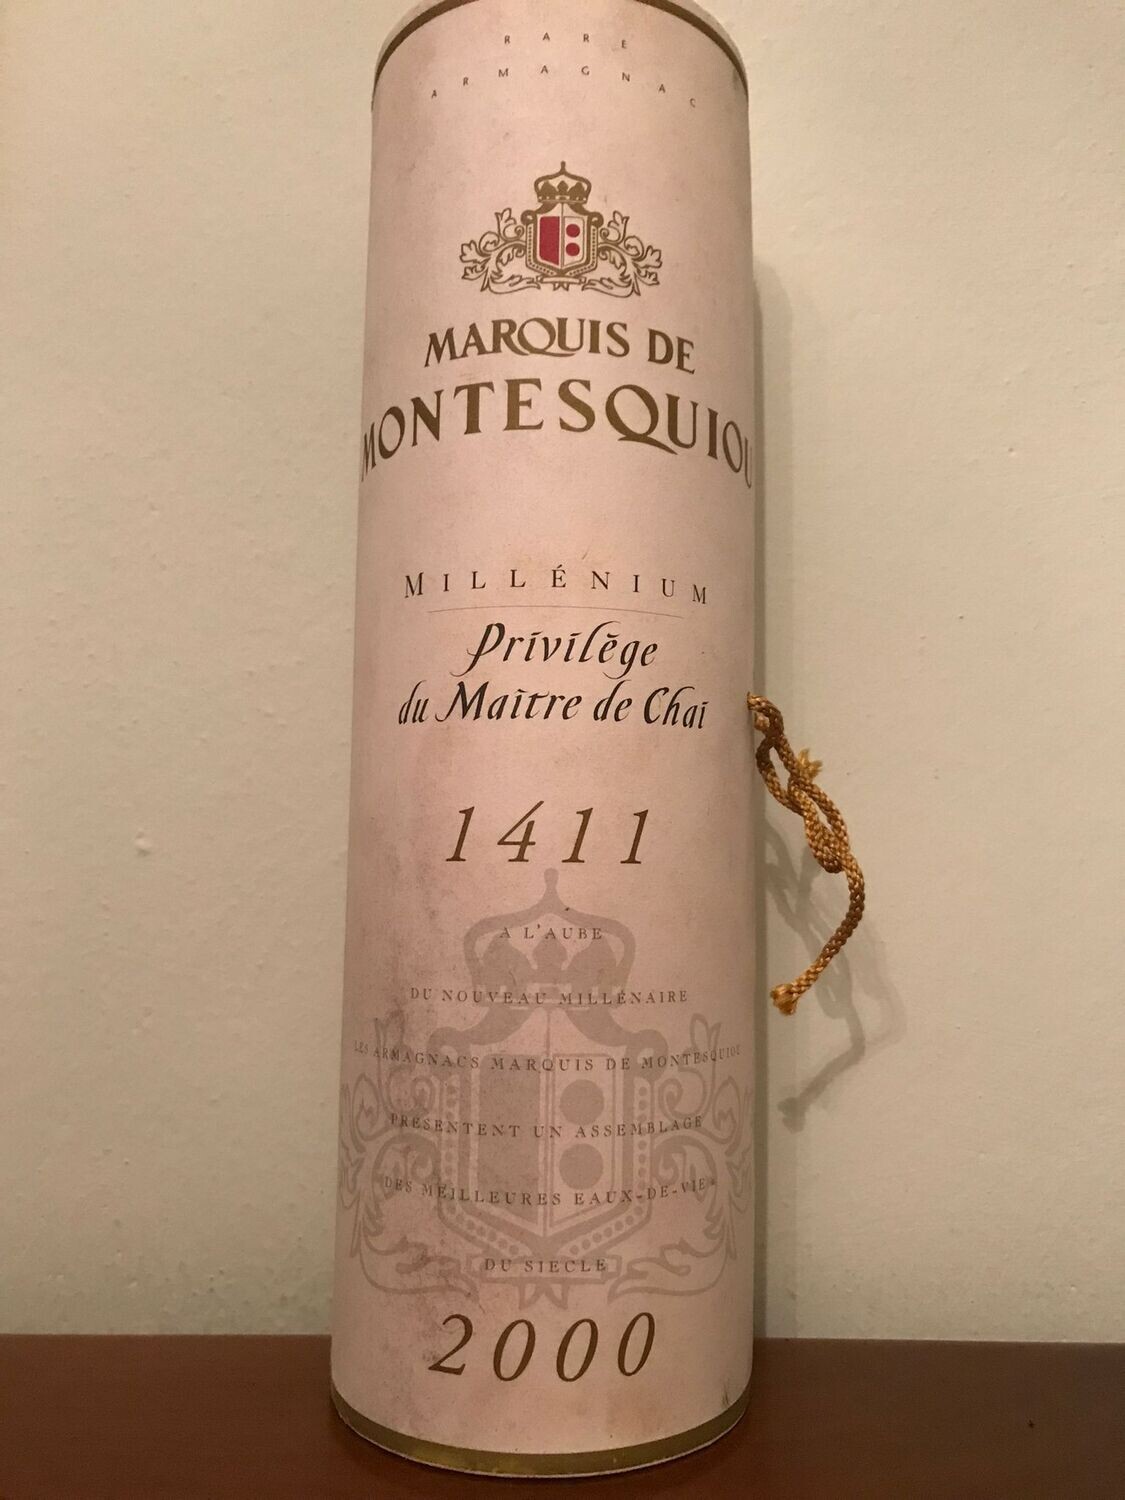 RARE
ARMAGNAC
MARQUIS DE
MONTESQUIOU
MILLÉNIUM
Privilège
du Maître de Chai
1411
A L'AUBE
DU NOUVEAU MILLÉNAIRE
LES ARMAGNACS MARQUIS DE MONTESQUIOU
PRÉSENTENT UN ASSEMBLAGE
DES MEILLEURES EAUX-DE-VIE
DU SIECLE
2000